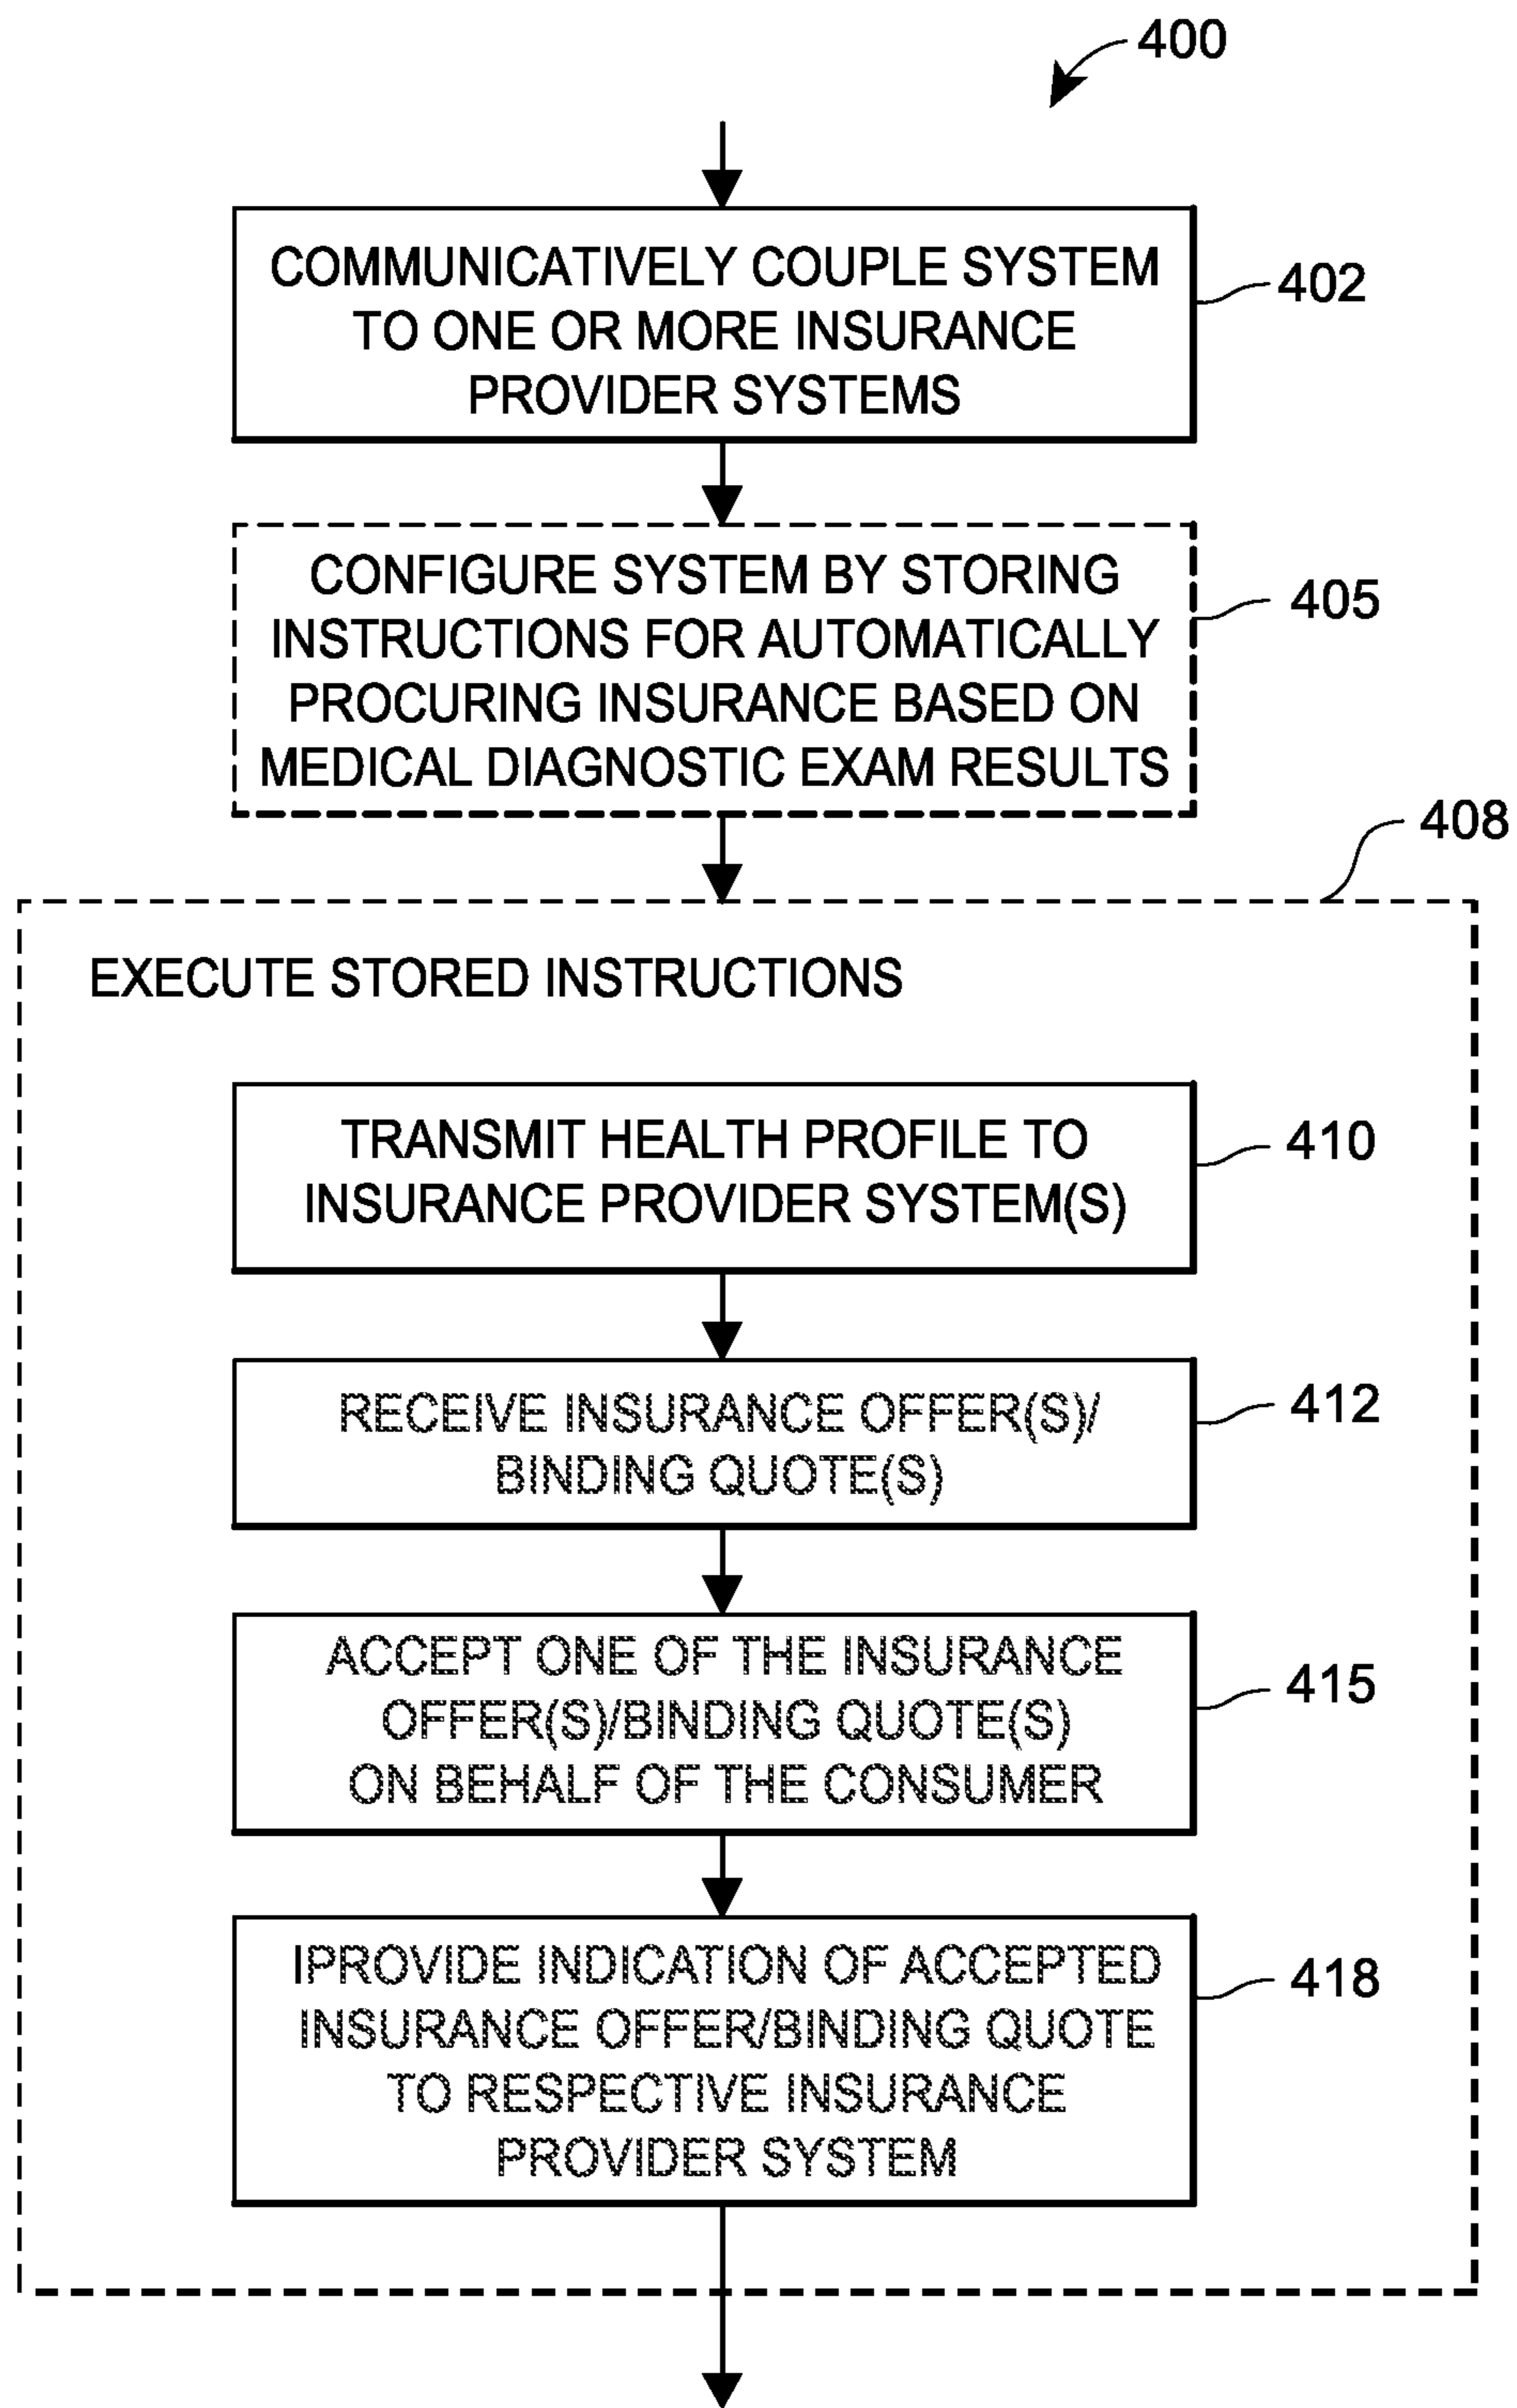 400
COMMUNICATIVELY COUPLE SYSTEM
TO ONE OR MORE INSURANCE
PROVIDER SYSTEMS
402
CONFIGURE SYSTEM BY STORING
INSTRUCTIONS FOR AUTOMATICALLY
PROCURING INSURANCE BASED ON
MEDICAL DIAGNOSTIC EXAM RESULTS
405
408
EXECUTE STORED INSTRUCTIONS
TRANSMIT HEALTH PROFILE TO
INSURANCE PROVIDER SYSTEM(S)
410
RECEIVE INSURANCE OFFER(S)/
BINDING QUOTE(S)
412
ACCEPT ONE OF THE INSURANCE
OFFER(S)/BINDING QUOTE(S)
ON BEHALF OF THE CONSUMER
415
IPROVIDE INDICATION OF ACCEPTED
INSURANCE OFFER/BINDING QUOTE
TO RESPECTIVE INSURANCE
PROVIDER SYSTEM
418